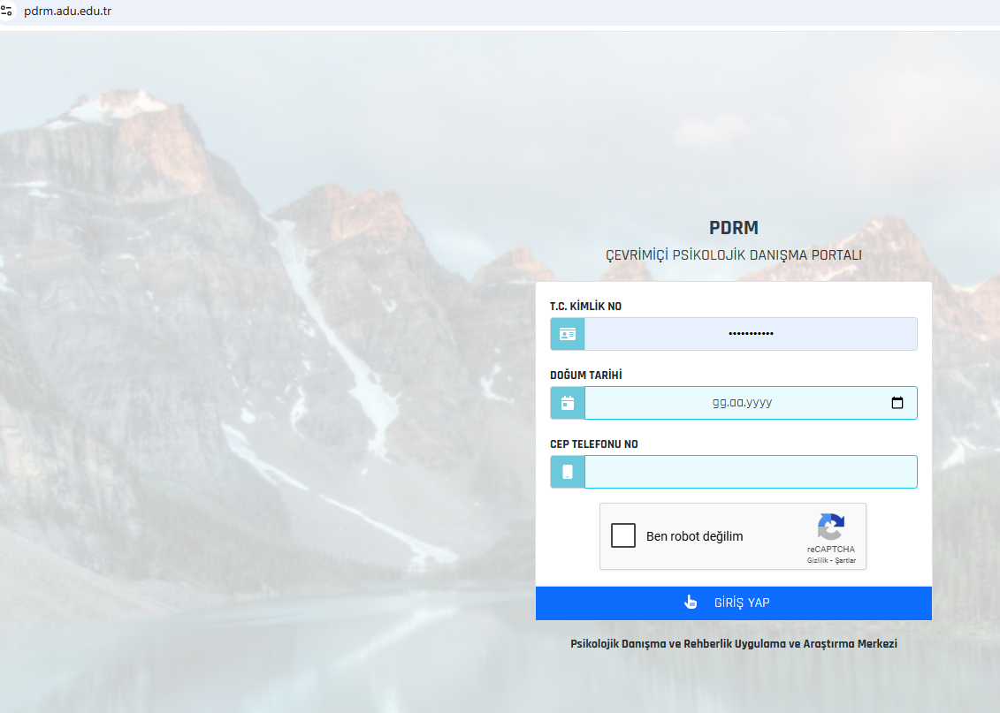 pdrm.adu.edu.tr
PDRM
ÇEVRİMİÇİ PSİKOLOJİK DANIŞMA PORTALI
T.C. KİMLİK NO
•••••••••••
DOĞUM TARİHİ
gg.aa.yyyy
CEP TELEFONU NO
Ben robot değilim
reCAPTCHA
Gizlilik - Şartlar
GİRİŞ YAP
Psikolojik Danışma ve Rehberlik Uygulama ve Araştırma Merkezi